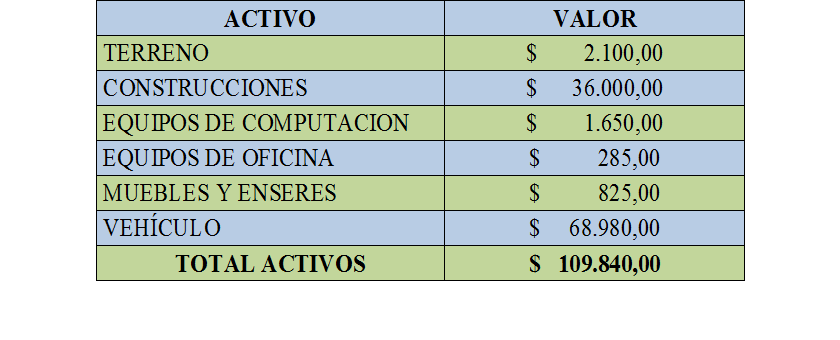 ACTIVO VALOR
TERRENO $ 2.100,00
CONSTRUCCIONES $ 36.000,00
EQUIPOS DE COMPUTACION $ 1.650,00
EQUIPOS DE OFICINA $ 285,00
MUEBLES Y ENSERES $ 825,00
VEHÍCULO $ 68.980,00
TOTAL ACTIVOS $ 109.840,00